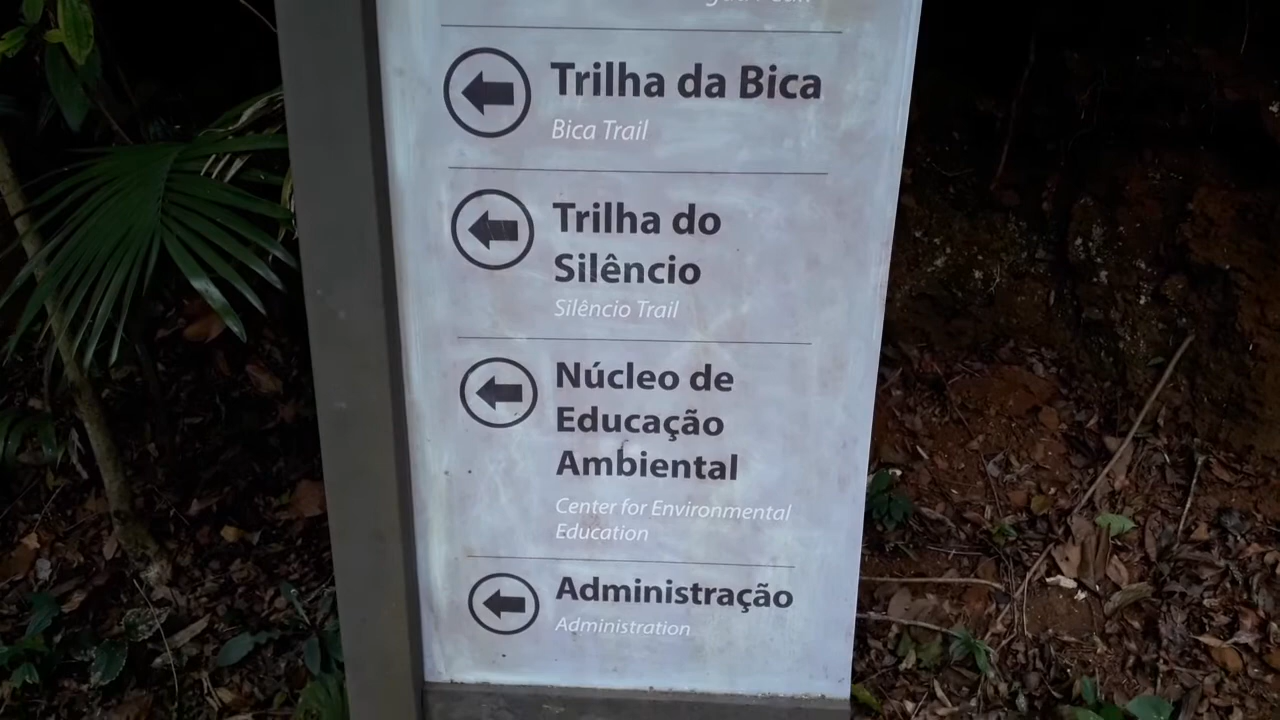 Trilha da Bica
Bica Trail
Trilha do
Silêncio
Silêncio Trail
Núcleo de
Educação
Ambiental
Center for Environmental
Education
Administração
Administration